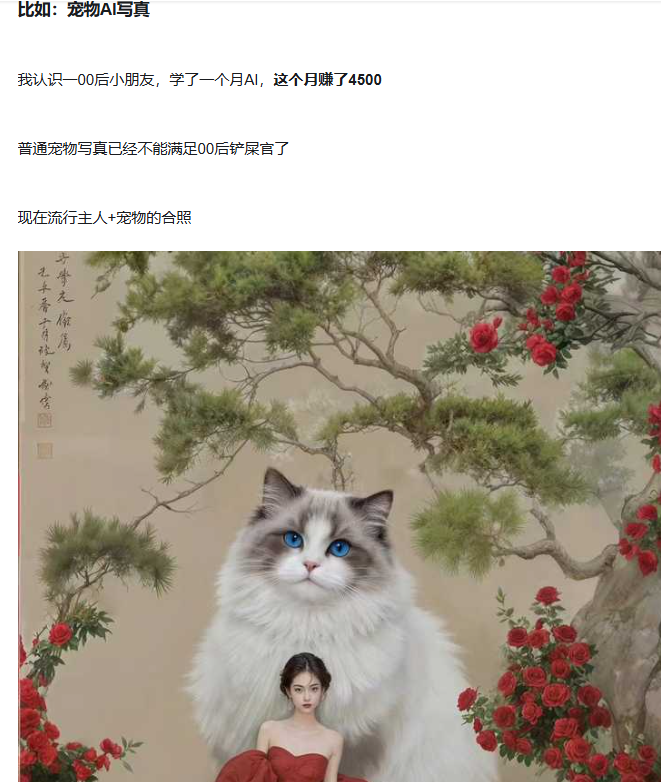 比如：宠物AI写真
我认识一00后小朋友，学了一个月AI，这个月赚了4500
普通宠物写真已经不能满足00后铲屎官了
现在流行主人+宠物的合照